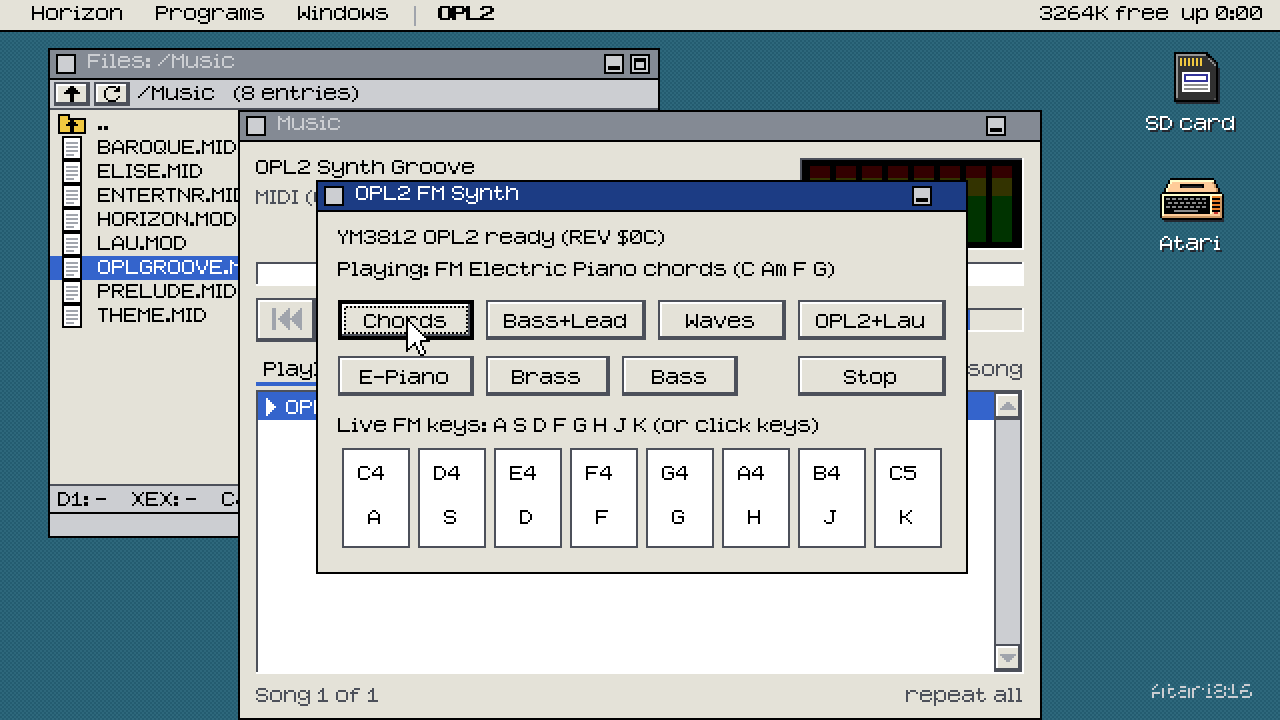 Horizon Programs Windows | OPL2 3264K free up 0:00
Files: /Music
/Music (8 entries)
..
BAROQUE.MID
ELISE.MID
ENTERTNR.MID
HORIZON.MOD
LAU.MOD
OPLGROOVE.M
PRELUDE.MID
THEME.MID
D1: - XEX: -
Music
OPL2 Synth Groove
MIDI (
song
OPL
Song 1 of 1 repeat all
OPL2 FM Synth
YM3812 OPL2 ready (REV $0C)
Playing: FM Electric Piano chords (C Am F G)
Chords Bass+Lead Waves OPL2+Lau
E-Piano Brass Bass Stop
Live FM keys: A S D F G H J K (or click keys)
C4 D4 E4 F4 G4 A4 B4 C5
A S D F G H J K
SD card
Atari
Atari816